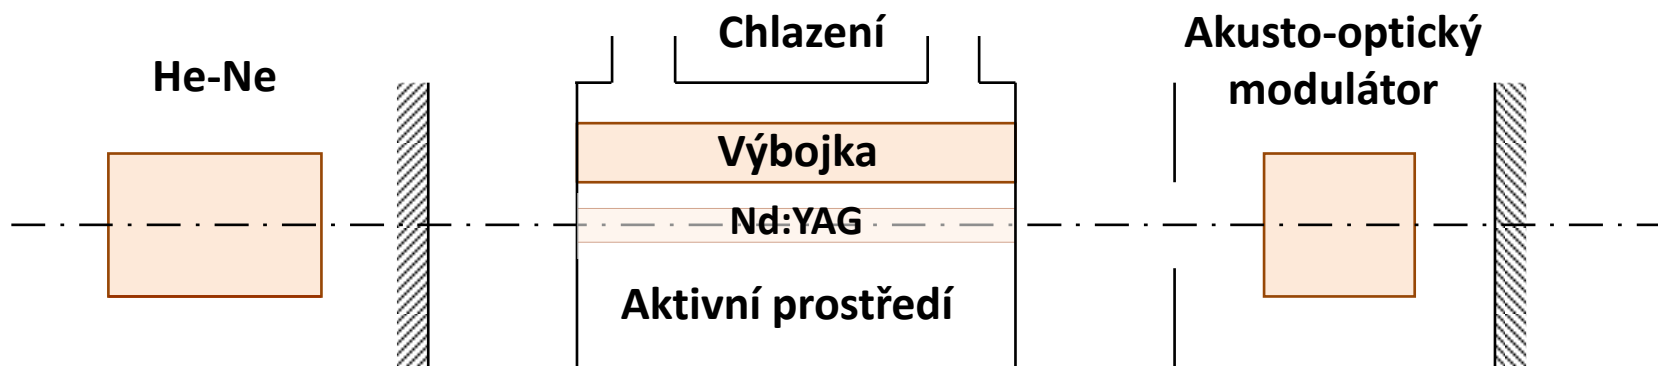 He-Ne
Chlazení
Akusto-optický
modulátor
Výbojka
Nd:YAG
Aktivní prostředí